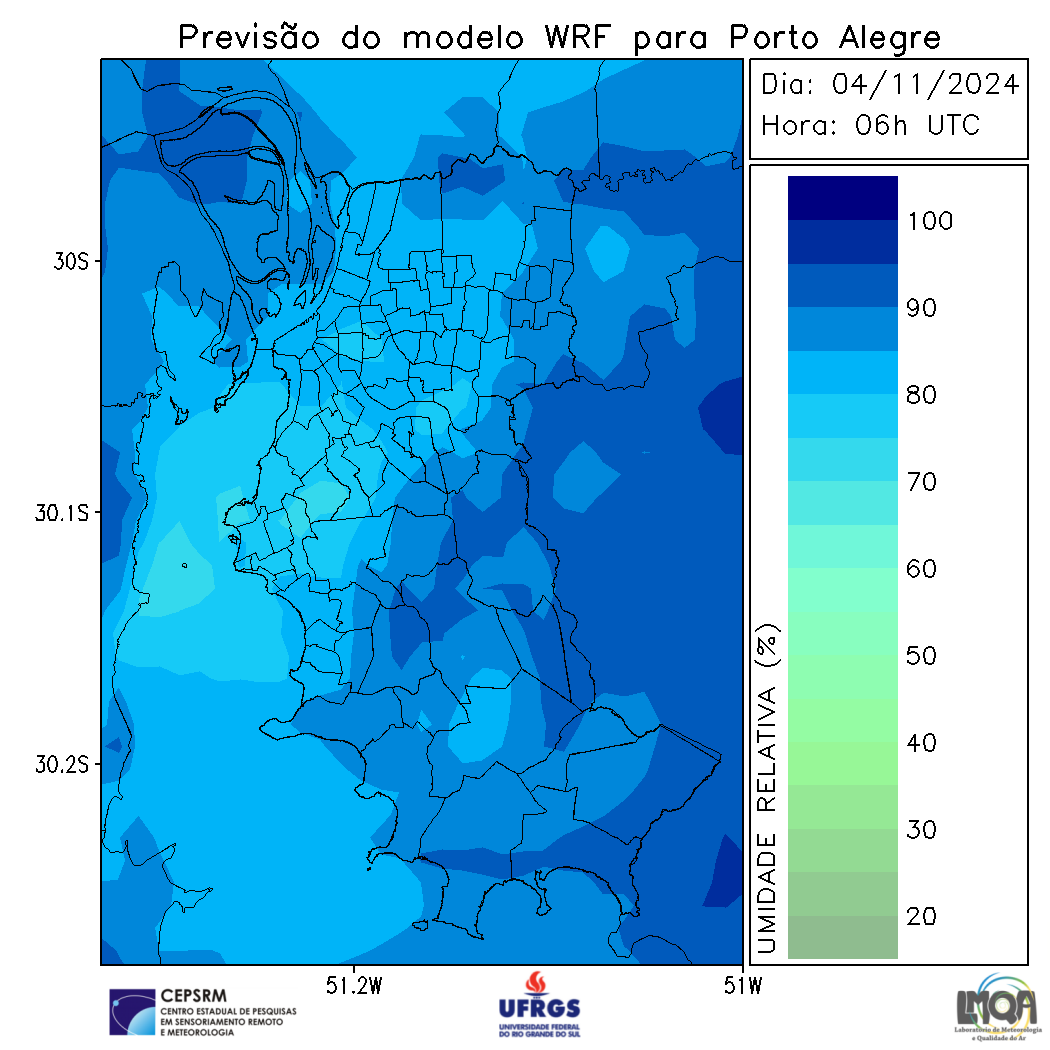 Previsão do modelo WRF para Porto Alegre
Dia: 04/11/2024
Hora: 06h UTC
30S
30.1S
30.2S
51.2W
51W
100
90
80
70
60
50
40
30
20
UMIDADE RELATIVA (%)
CEPSRM
CENTRO ESTADUAL DE PESQUISAS
EM SENSORIAMENTO REMOTO
E METEOROLOGIA
UFRGS
UNIVERSIDADE FEDERAL
DO RIO GRANDE DO SUL
LMQA
Laboratório de Meteorologia
e Qualidade do Ar